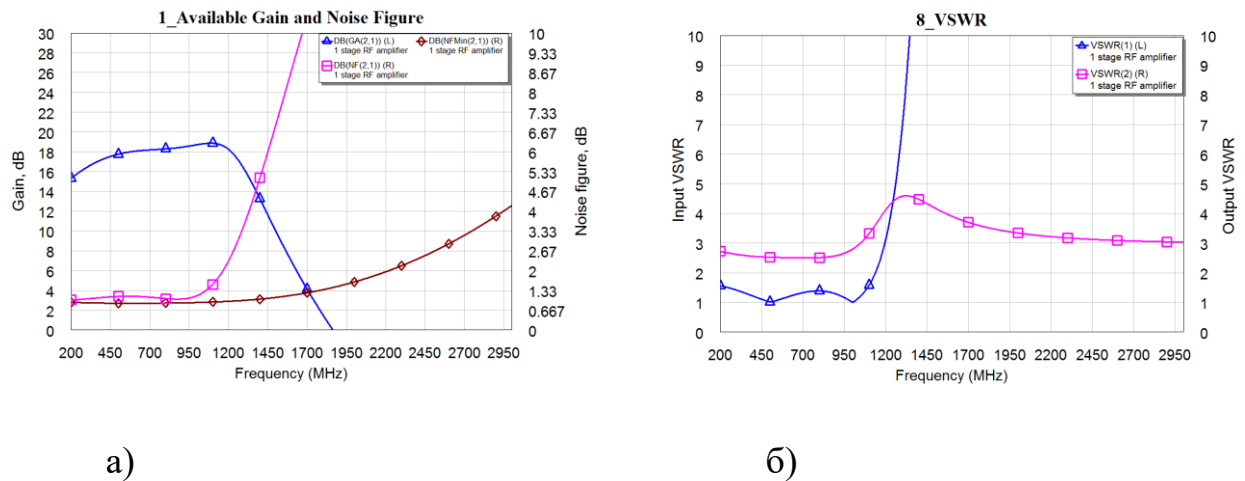 1_Available Gain and Noise Figure
DB(GA(2,1)) (L)
1 stage RF amplifier
DB(NFMin(2,1)) (R)
1 stage RF amplifier
DB(NF(2,1)) (R)
1 stage RF amplifier
30
28
26
24
22
20
18
16
14
12
10
8
6
4
2
0
Gain, dB
10
9.33
8.67
8
7.33
6.67
6
5.33
4.67
4
3.33
2.67
2
1.33
0.667
0
Noise figure, dB
200 450 700 950 1200 1450 1700 1950 2200 2450 2700 2950
Frequency (MHz)
а)
8_VSWR
VSWR(1) (L)
1 stage RF amplifier
VSWR(2) (R)
1 stage RF amplifier
10
9
8
7
6
5
4
3
2
1
0
Input VSWR
10
9
8
7
6
5
4
3
2
1
0
Output VSWR
200 450 700 950 1200 1450 1700 1950 2200 2450 2700 2950
Frequency (MHz)
б)